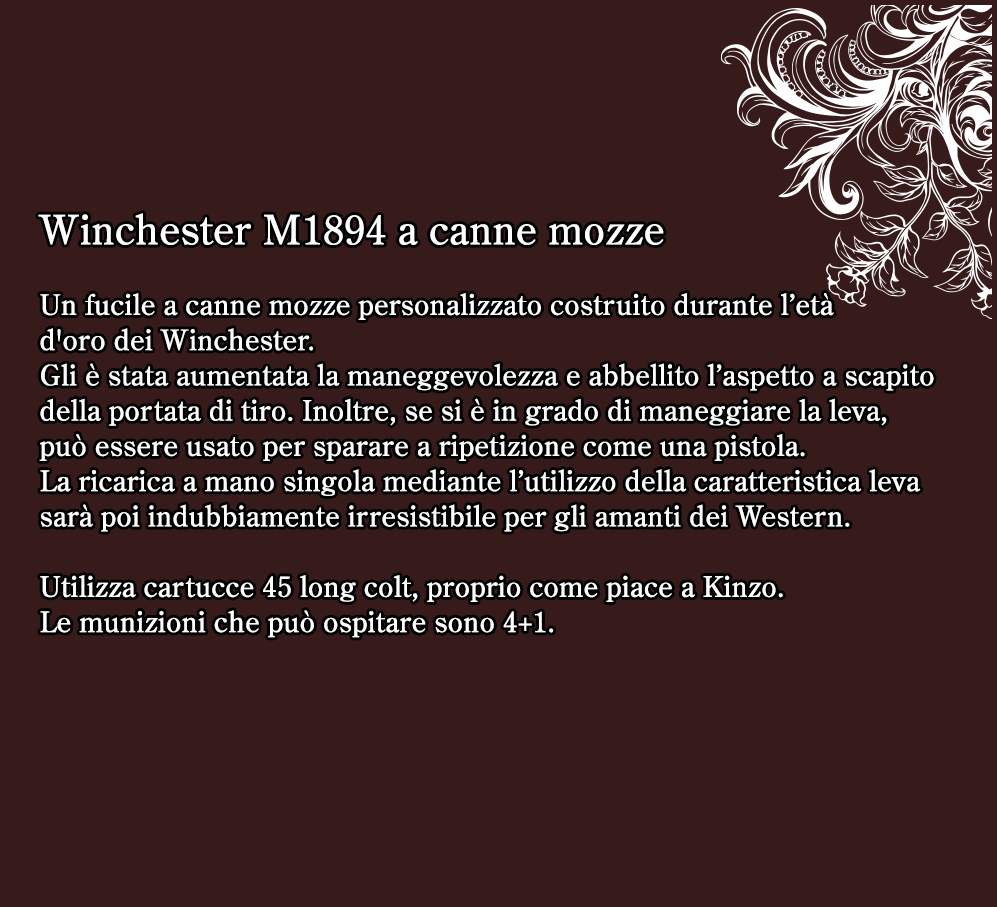 Winchester M1894 a canne mozze
Un fucile a canne mozze personalizzato costruito durante l’età
d'oro dei Winchester.
Gli è stata aumentata la maneggevolezza e abbellito l’aspetto a scapito
della portata di tiro. Inoltre, se si è in grado di maneggiare la leva,
può essere usato per sparare a ripetizione come una pistola.
La ricarica a mano singola mediante l’utilizzo della caratteristica leva
sarà poi indubbiamente irresistibile per gli amanti dei Western.
Utilizza cartucce 45 long colt, proprio come piace a Kinzo.
Le munizioni che può ospitare sono 4+1.